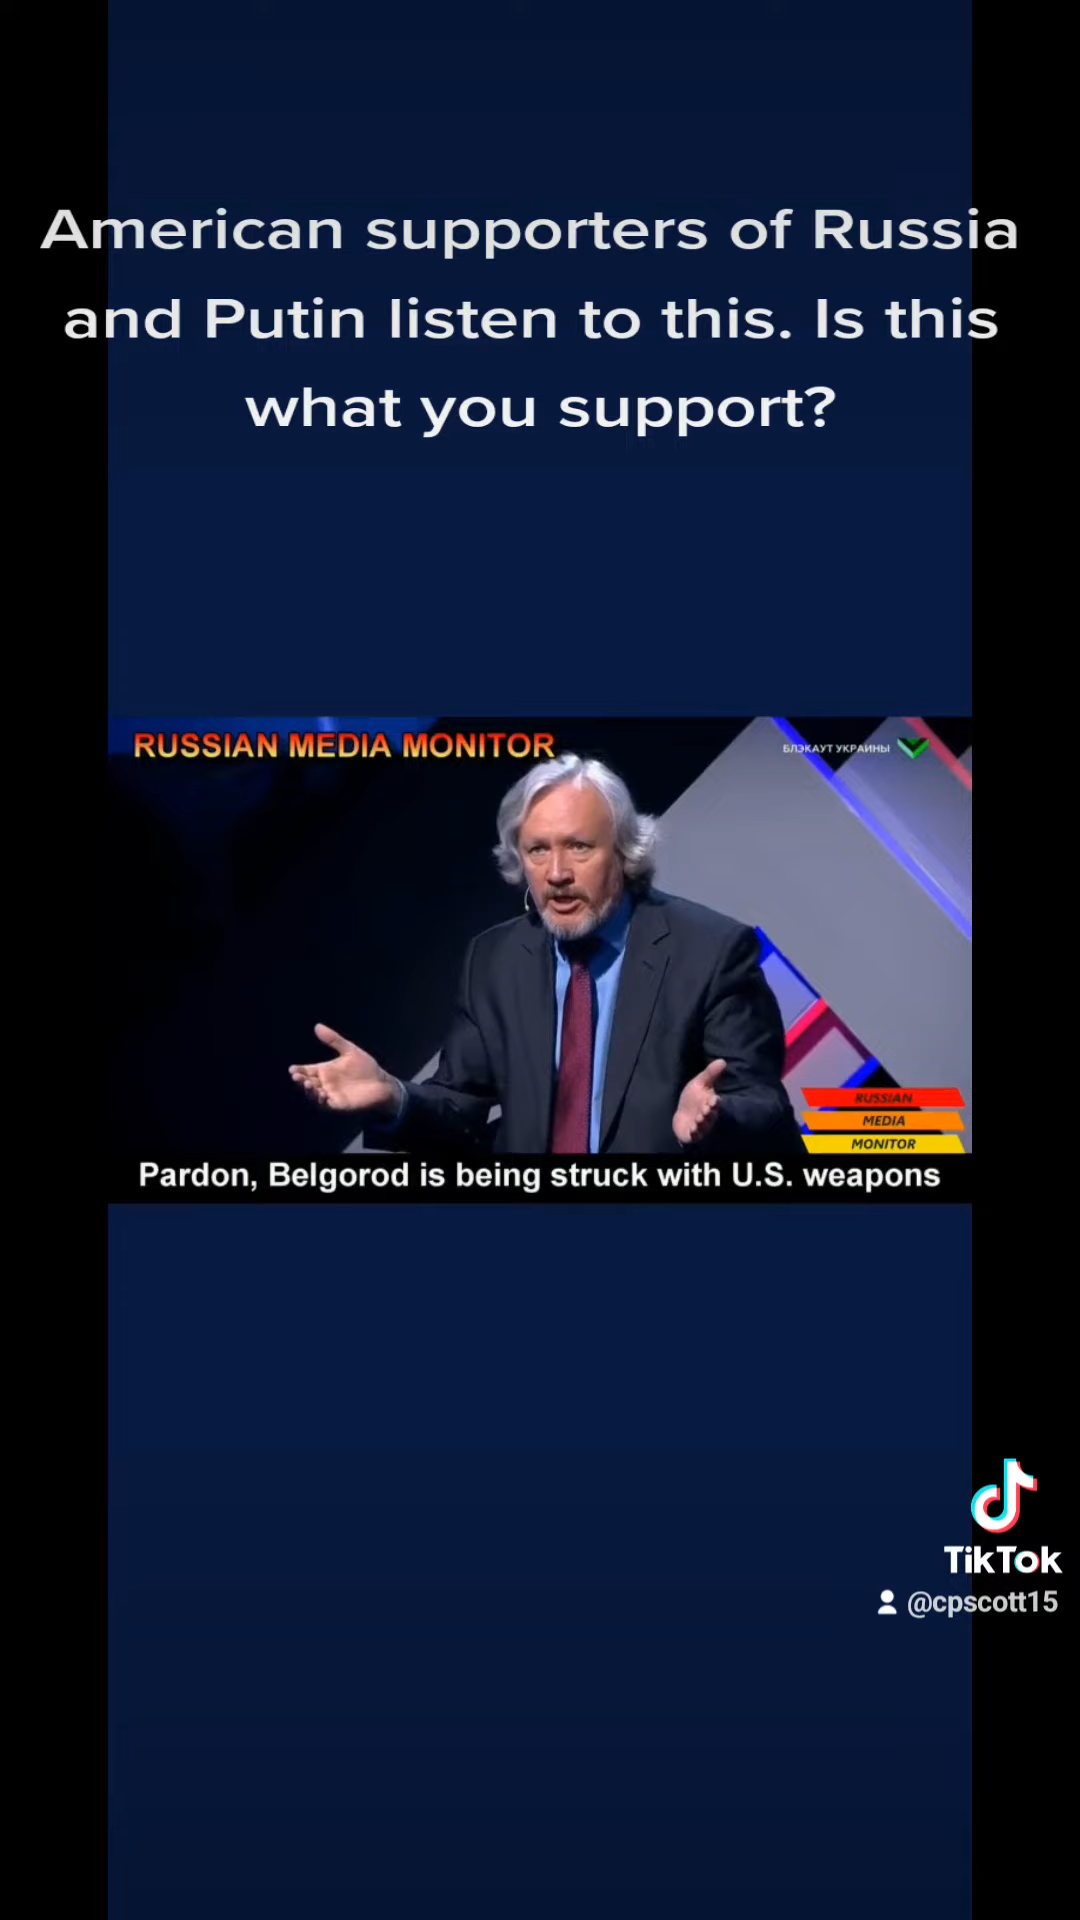 American supporters of Russia
and Putin listen to this. Is this
what you support?
RUSSIAN MEDIA MONITOR
БЛЭКАУТ УКРАИНЫ
RUSSIAN
MEDIA
MONITOR
Pardon, Belgorod is being struck with U.S. weapons
TikTok
@cpscott15